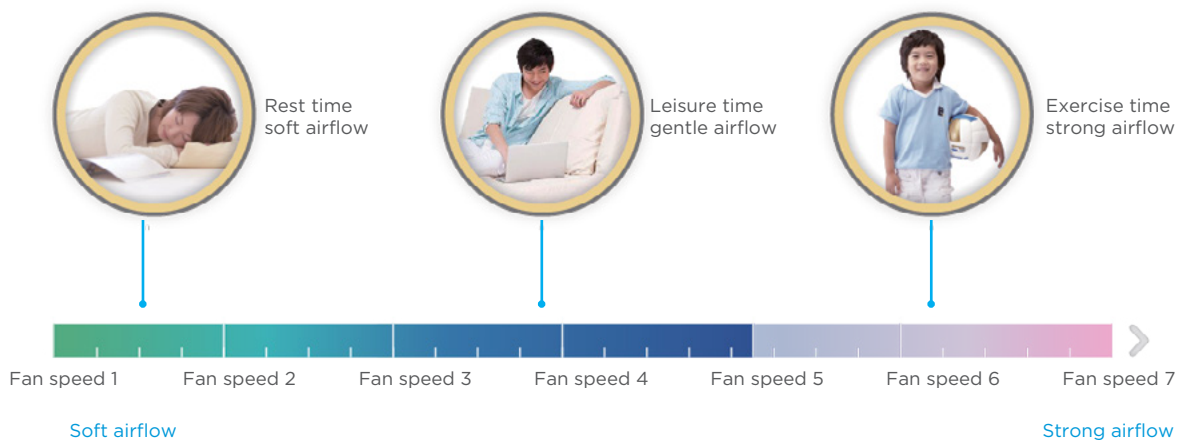 Rest time
soft airflow
Leisure time
gentle airflow
Exercise time
strong airflow
Fan speed 1
Fan speed 2
Fan speed 3
Fan speed 4
Fan speed 5
Fan speed 6
Fan speed 7
Soft airflow
Strong airflow